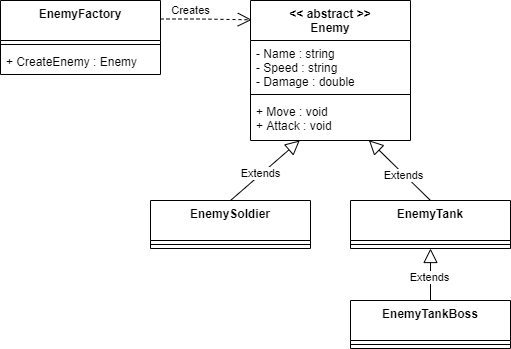 EnemyFactory
+ CreateEnemy : Enemy
Creates
<< abstract >>
Enemy
- Name : string
- Speed : string
- Damage : double
+ Move : void
+ Attack : void
Extends
Extends
EnemySoldier
EnemyTank
Extends
EnemyTankBoss